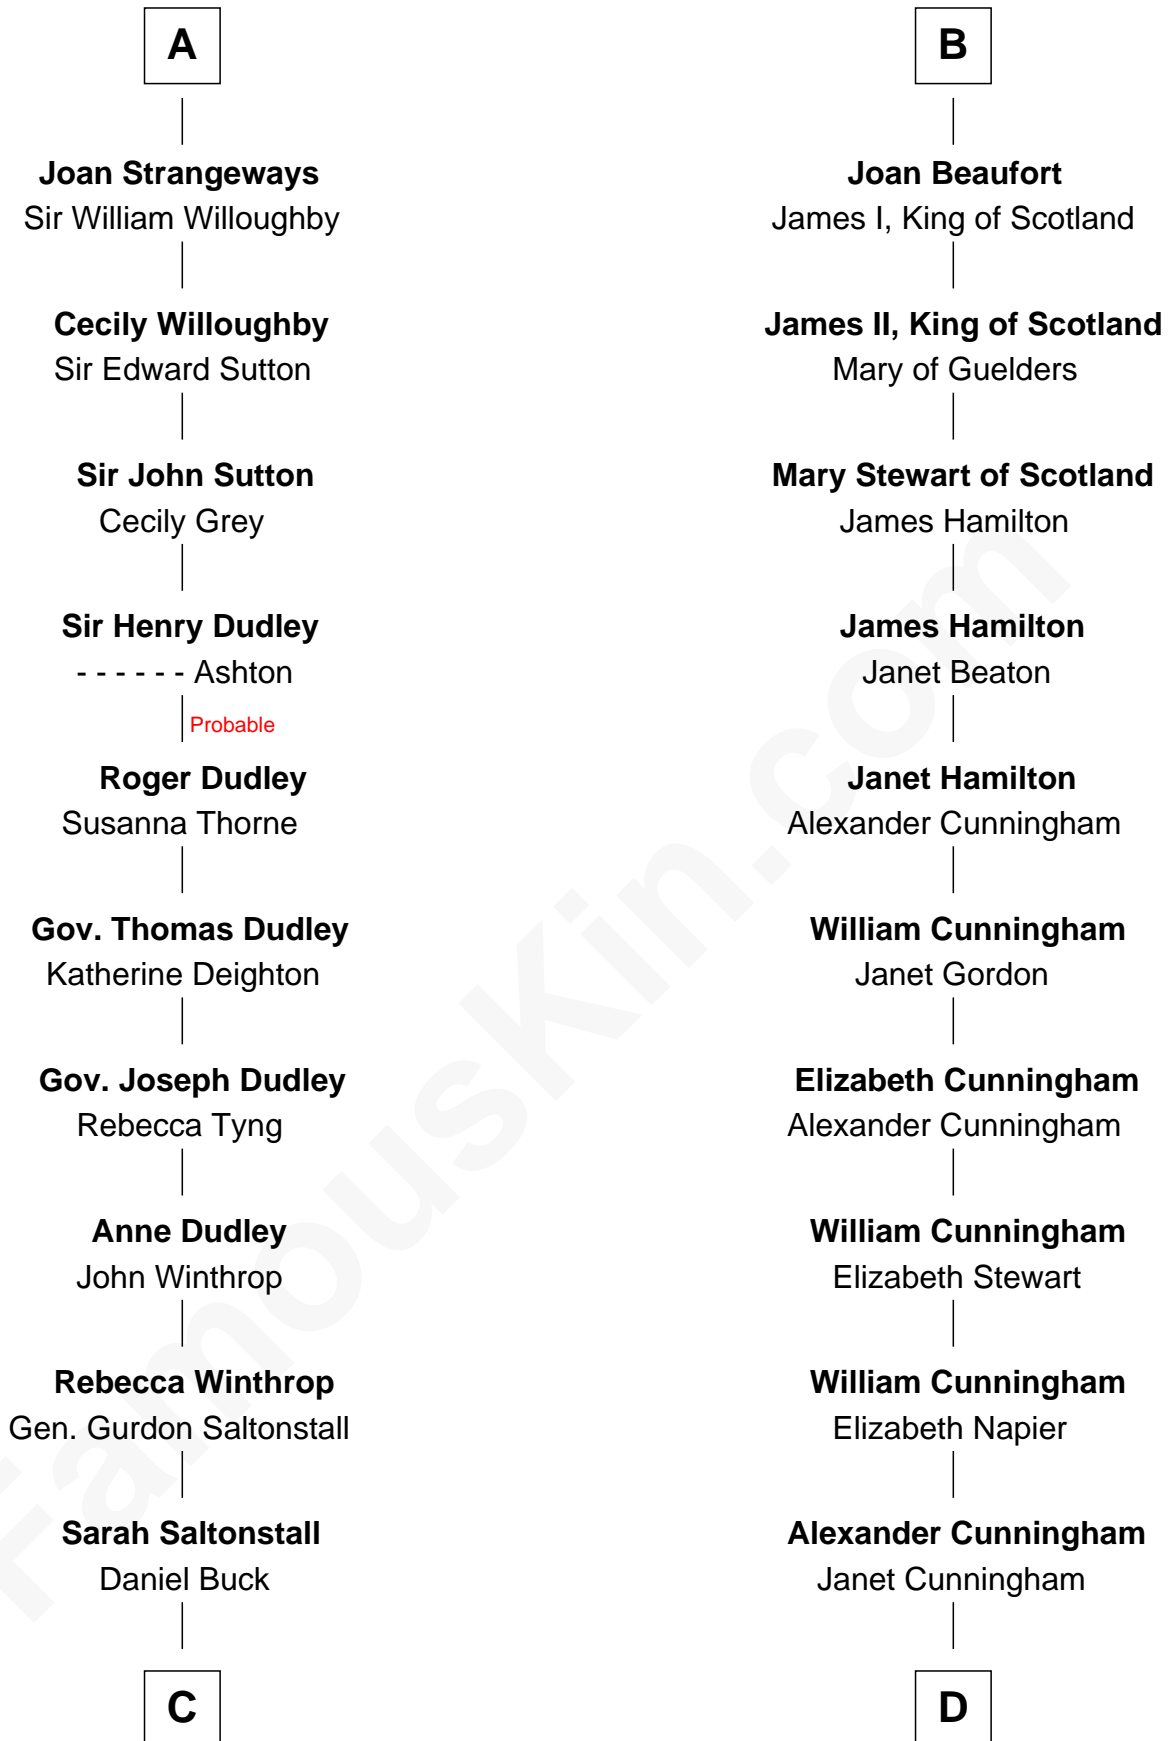 A
Joan Strangeways
Sir William Willoughby
Cecily Willoughby
Sir Edward Sutton
Sir John Sutton
Cecily Grey
Sir Henry Dudley
- - - - - - Ashton
Probable
Roger Dudley
Susanna Thorne
Gov. Thomas Dudley
Katherine Deighton
Gov. Joseph Dudley
Rebecca Tyng
Anne Dudley
John Winthrop
Rebecca Winthrop
Gen. Gurdon Saltonstall
Sarah Saltonstall
Daniel Buck
C
B
Joan Beaufort
James I, King of Scotland
James II, King of Scotland
Mary of Guelders
Mary Stewart of Scotland
James Hamilton
James Hamilton
Janet Beaton
Janet Hamilton
Alexander Cunningham
William Cunningham
Janet Gordon
Elizabeth Cunningham
Alexander Cunningham
William Cunningham
Elizabeth Stewart
William Cunningham
Elizabeth Napier
Alexander Cunningham
Janet Cunningham
D
FamousKin.com